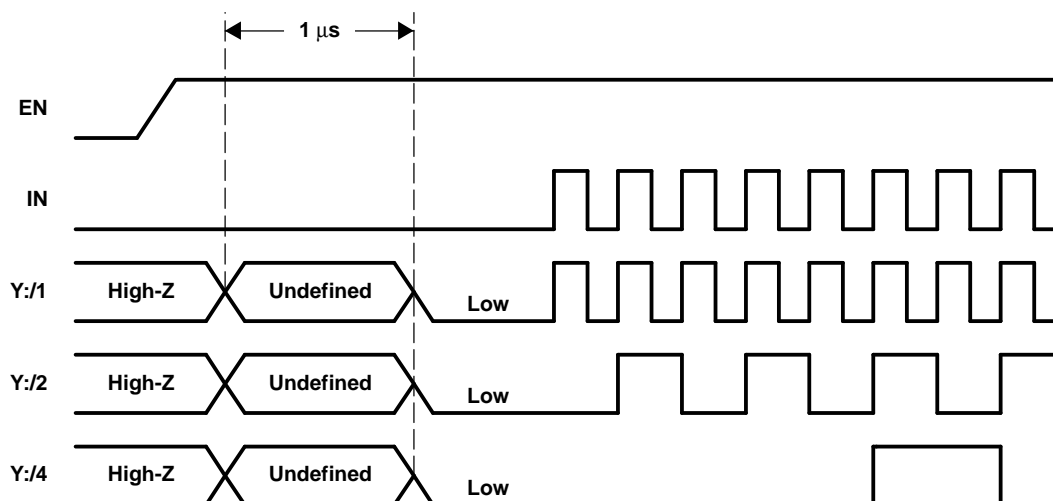 1 μs
EN
IN
Y:/1 High-Z Undefined Low
Y:/2 High-Z Undefined Low
Y:/4 High-Z Undefined Low